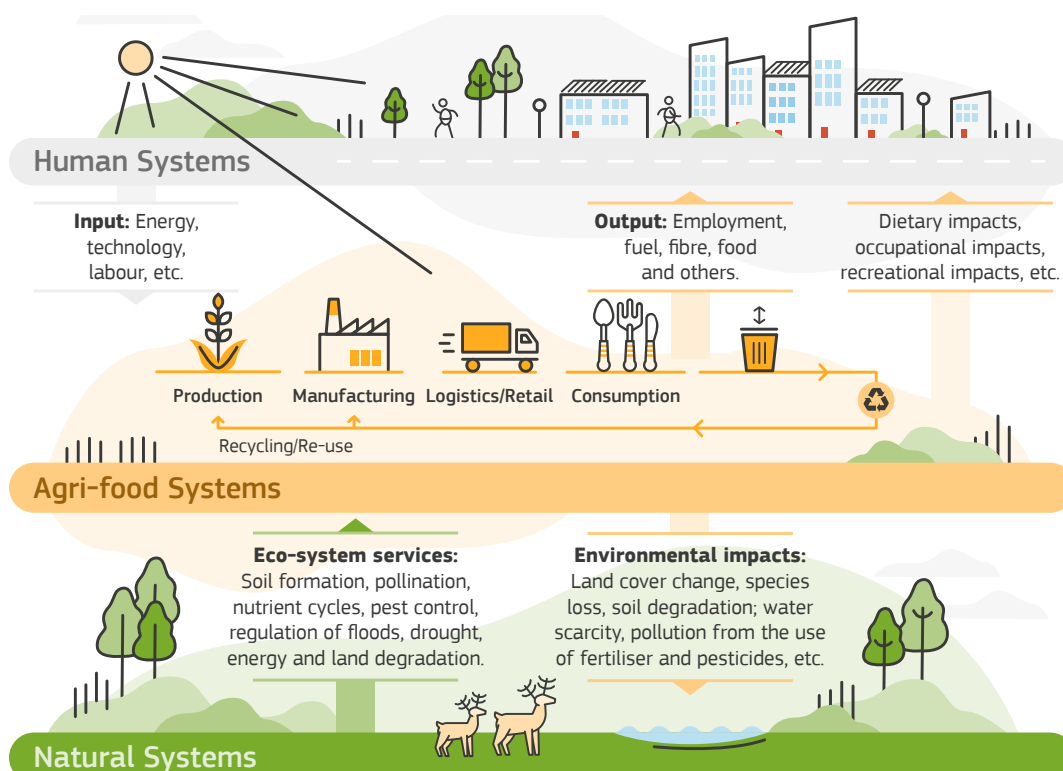 Human Systems
Input: Energy,
technology,
labour, etc.
Output: Employment,
fuel, fibre, food
and others.
Dietary impacts,
occupational impacts,
recreational impacts, etc.
Production
Manufacturing
Logistics/Retail
Consumption
Recycling/Re-use
Agri-food Systems
Eco-system services:
Soil formation, pollination,
nutrient cycles, pest control,
regulation of floods, drought,
energy and land degradation.
Environmental impacts:
Land cover change, species
loss, soil degradation; water
scarcity, pollution from the use
of fertiliser and pesticides, etc.
Natural Systems